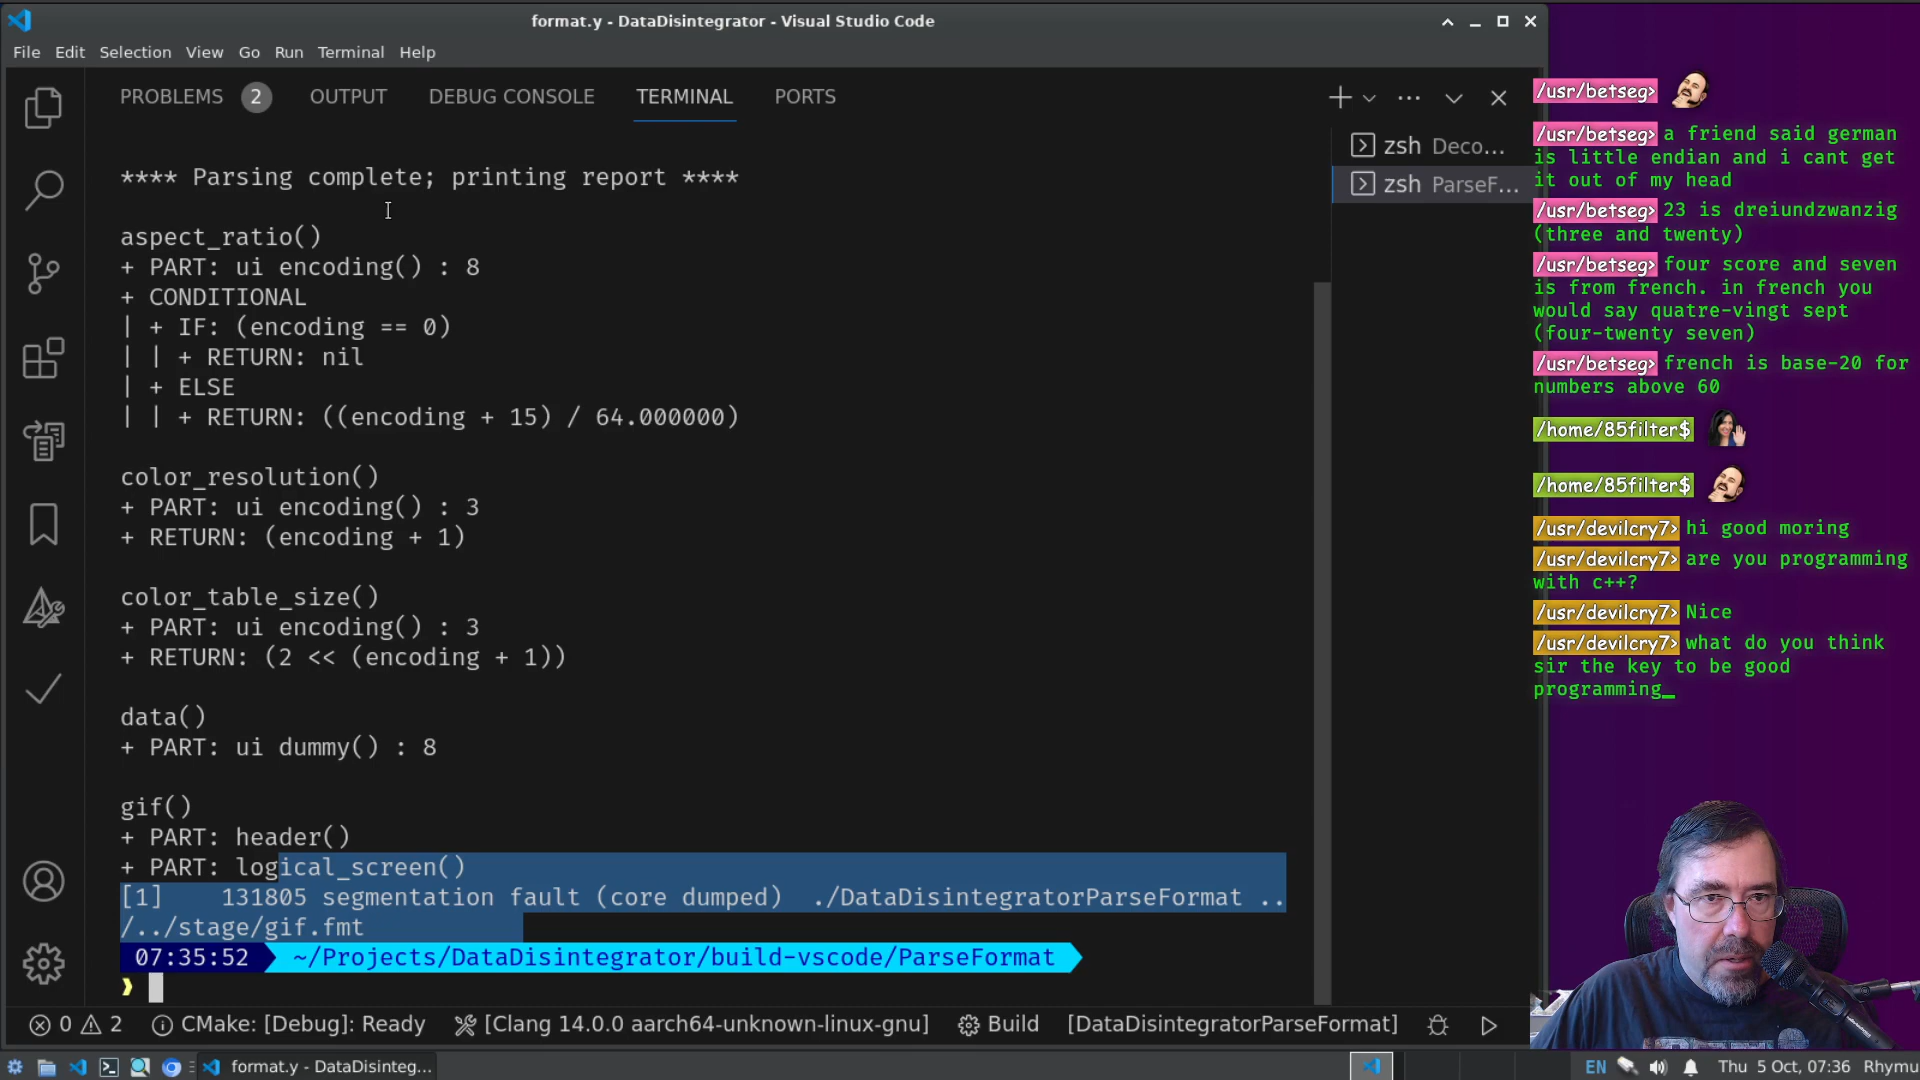 format.y - DataDisintegrator - Visual Studio Code
File Edit Selection View Go Run Terminal Help
PROBLEMS 2 OUTPUT DEBUG CONSOLE TERMINAL PORTS
zsh Deco...
zsh ParseF...
**** Parsing complete; printing report ****
aspect_ratio()
+ PART: ui encoding() : 8
+ CONDITIONAL
| + IF: (encoding == 0)
| | + RETURN: nil
| + ELSE
| | + RETURN: ((encoding + 15) / 64.000000)
color_resolution()
+ PART: ui encoding() : 3
+ RETURN: (encoding + 1)
color_table_size()
+ PART: ui encoding() : 3
+ RETURN: (2 << (encoding + 1))
data()
+ PART: ui dummy() : 8
gif()
+ PART: header()
+ PART: logical_screen()
[1] 131805 segmentation fault (core dumped) ./DataDisintegratorParseFormat ..
/../stage/gif.fmt
07:35:52 ~/Projects/DataDisintegrator/build-vscode/ParseFormat
❯
0 2 CMake: [Debug]: Ready [Clang 14.0.0 aarch64-unknown-linux-gnu] Build [DataDisintegratorParseFormat]
format.y - DataDisinteg...
EN Thu 5 Oct, 07:36 Rhymu
/usr/betseg>
/usr/betseg> a friend said german
is little endian and i cant get
it out of my head
/usr/betseg> 23 is dreiundzwanzig
(three and twenty)
/usr/betseg> four score and seven
is from french. in french you
would say quatre-vingt sept
(four-twenty seven)
/usr/betseg> french is base-20 for
numbers above 60
/home/85filter$
/home/85filter$
/usr/devilcry7> hi good moring
/usr/devilcry7> are you programming
with c++?
/usr/devilcry7> Nice
/usr/devilcry7> what do you think
sir the key to be good
programming_